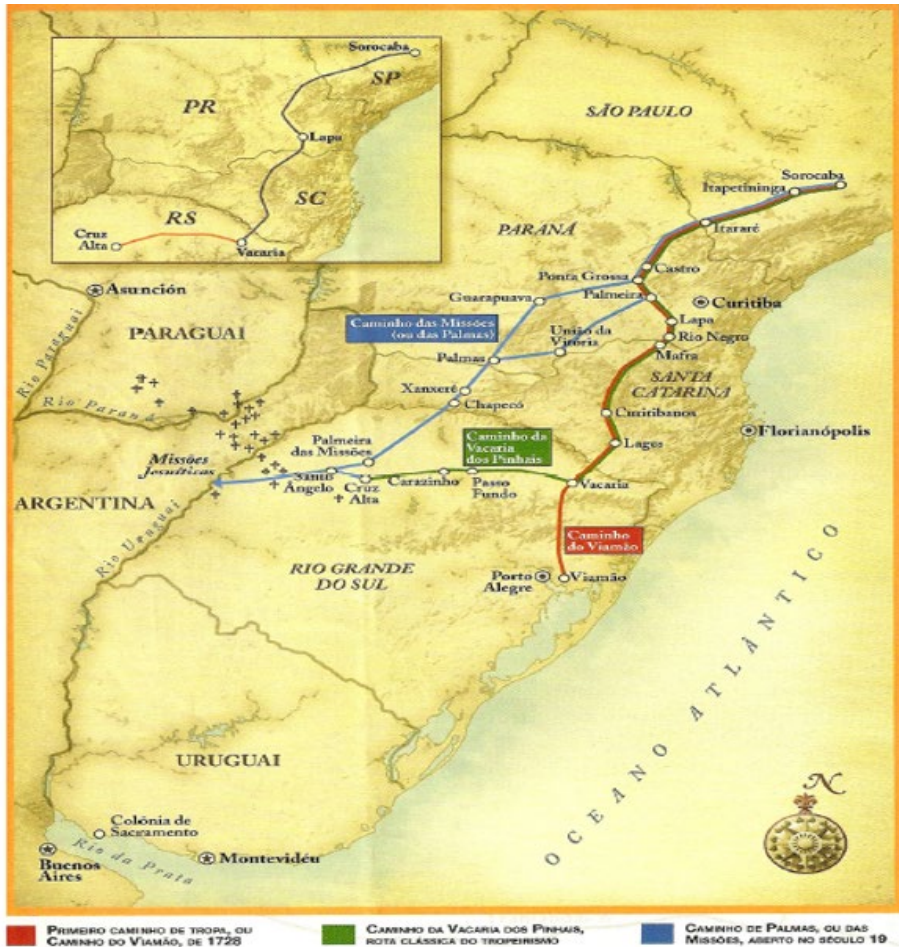 Sorocaba
SP
PR
Lapa
SC
RS
Cruz
Alta
Vacaria
SÃO PAULO
Sorocaba
Itapetininga
Itararé
PARANÁ
Castro
Ponta Grossa
Palmeira
Curitiba
Guarapuava
Asunción
PARAGUAI
Rio Paraguai
Caminho das Missões
(ou das Palmas)
União da
Vitória
Lapa
Rio Negro
Mafra
Palmas
SANTA
CATARINA
Xanxerê
Chapecó
Rio Paraná
Curitibanos
Florianópolis
Lages
Palmeira
das Missões
Caminho da
Vacaria
dos Pinhais
Missões
Jesuíticas
Santo
Ângelo
Cruz
Alta
Carazinho
Passo
Fundo
Vacaria
ARGENTINA
Rio Uruguai
Caminho
do Viamão
RIO GRANDE
DO SUL
Porto
Alegre
Viamão
OCEANO ATLÂNTICO
URUGUAI
N
Colónia de
Sacramento
Rio da Prata
Buenos
Aires
Montevidéu
PRIMEIRO CAMINHO DE TROPA, OU
CAMINHO DO VIAMÃO, DE 1728
CAMINHO DA VACARIA DOS PINHAIS,
ROTA CLÁSSICA DO TROPEIRISMO
CAMINHO DE PALMAS, OU DAS
MISSÕES, ABERTO NO SÉCULO 19